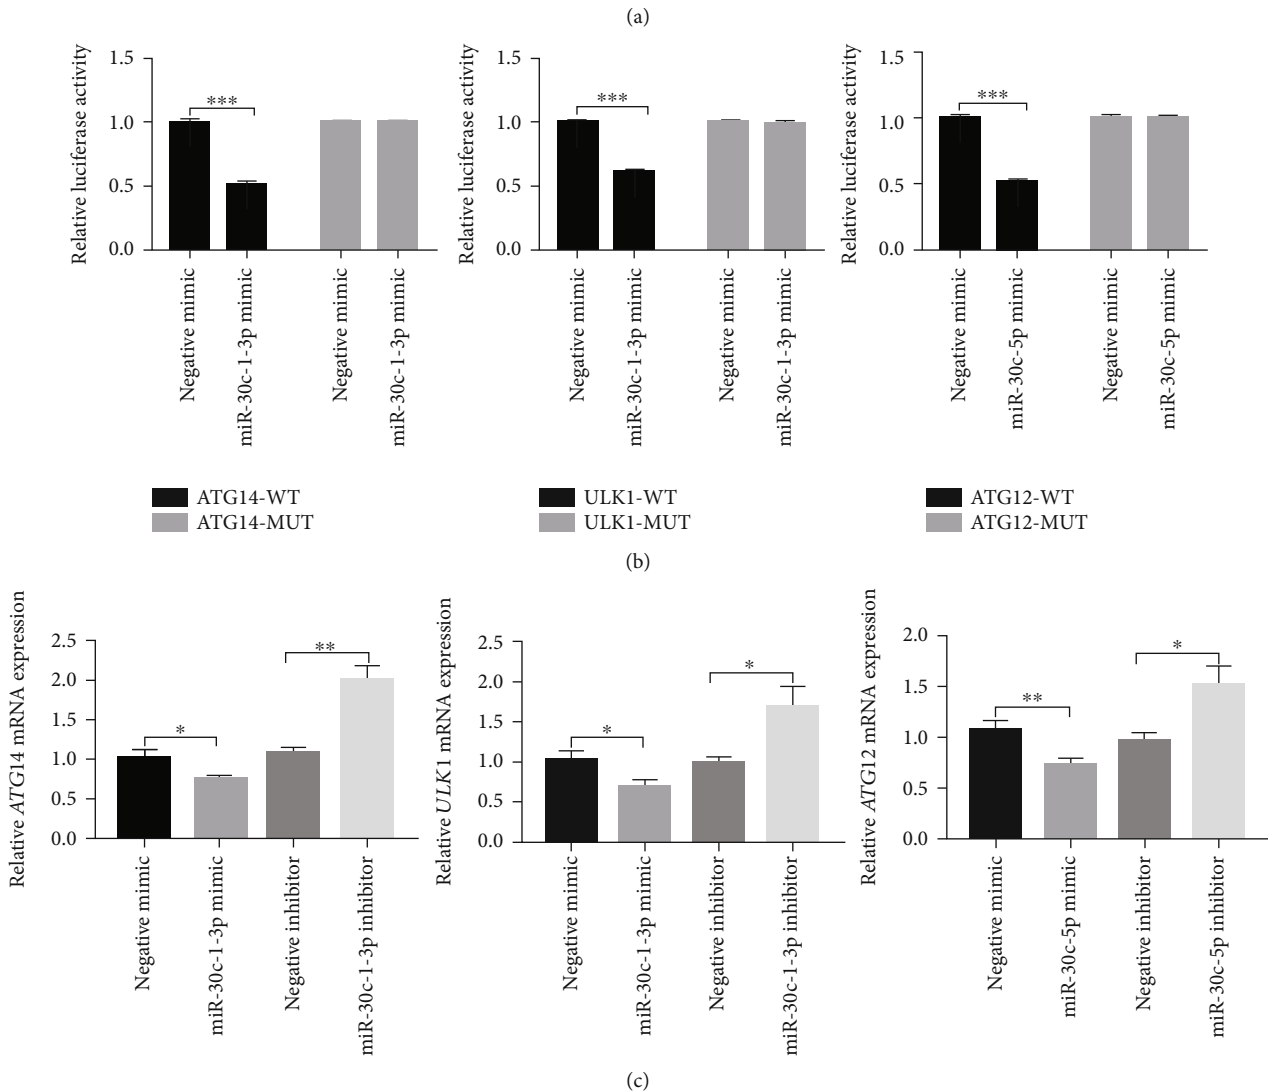 (a)
Relative luciferase activity
1.5
1.0
0.5
0.0
***
Negative mimic
miR-30c-1-3p mimic
Negative mimic
miR-30c-1-3p mimic
ATG14-WT
ATG14-MUT
Relative luciferase activity
1.5
1.0
0.5
0.0
***
Negative mimic
miR-30c-1-3p mimic
Negative mimic
miR-30c-1-3p mimic
ULK1-WT
ULK1-MUT
Relative luciferase activity
1.5
1.0
0.5
0.0
***
Negative mimic
miR-30c-5p mimic
Negative mimic
miR-30c-5p mimic
ATG12-WT
ATG12-MUT
(b)
Relative ATG14 mRNA expression
2.5
2.0
1.5
1.0
0.5
0.0
*
**
Negative mimic
miR-30c-1-3p mimic
Negative inhibitor
miR-30c-1-3p inhibitor
Relative ULK1 mRNA expression
2.5
2.0
1.5
1.0
0.5
0.0
*
*
Negative mimic
miR-30c-1-3p mimic
Negative inhibitor
miR-30c-1-3p inhibitor
Relative ATG12 mRNA expression
2.0
1.5
1.0
0.5
0.0
**
*
Negative mimic
miR-30c-5p mimic
Negative inhibitor
miR-30c-5p inhibitor
(c)